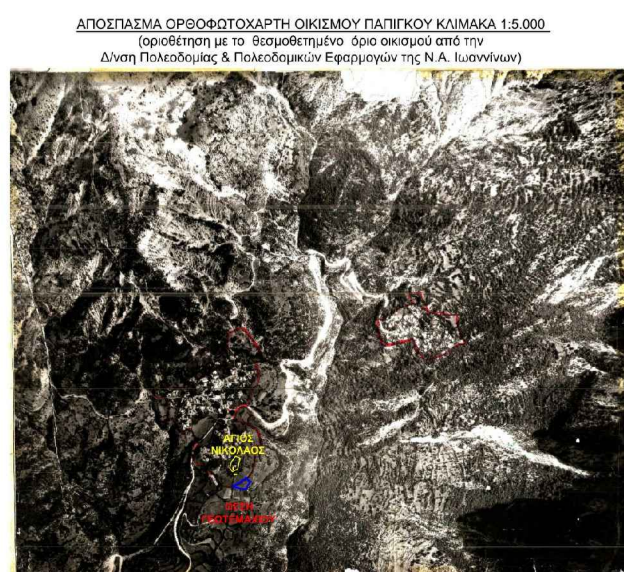 ΑΠΟΣΠΑΣΜΑ ΟΡΘΟΦΩΤΟΧΑΡΤΗ ΟΙΚΙΣΜΟΥ ΠΑΠΙΓΚΟΥ ΚΛΙΜΑΚΑ 1:5.000
(οριοθέτηση με το θεσμοθετημένο όριο οικισμού από την
Δ/νση Πολεοδομίας & Πολεοδομικών Εφαρμογών της Ν.Α. Ιωαννίνων)
ΑΓΙΟΣ
ΝΙΚΟΛΑΟΣ
ΘΕΣΗ